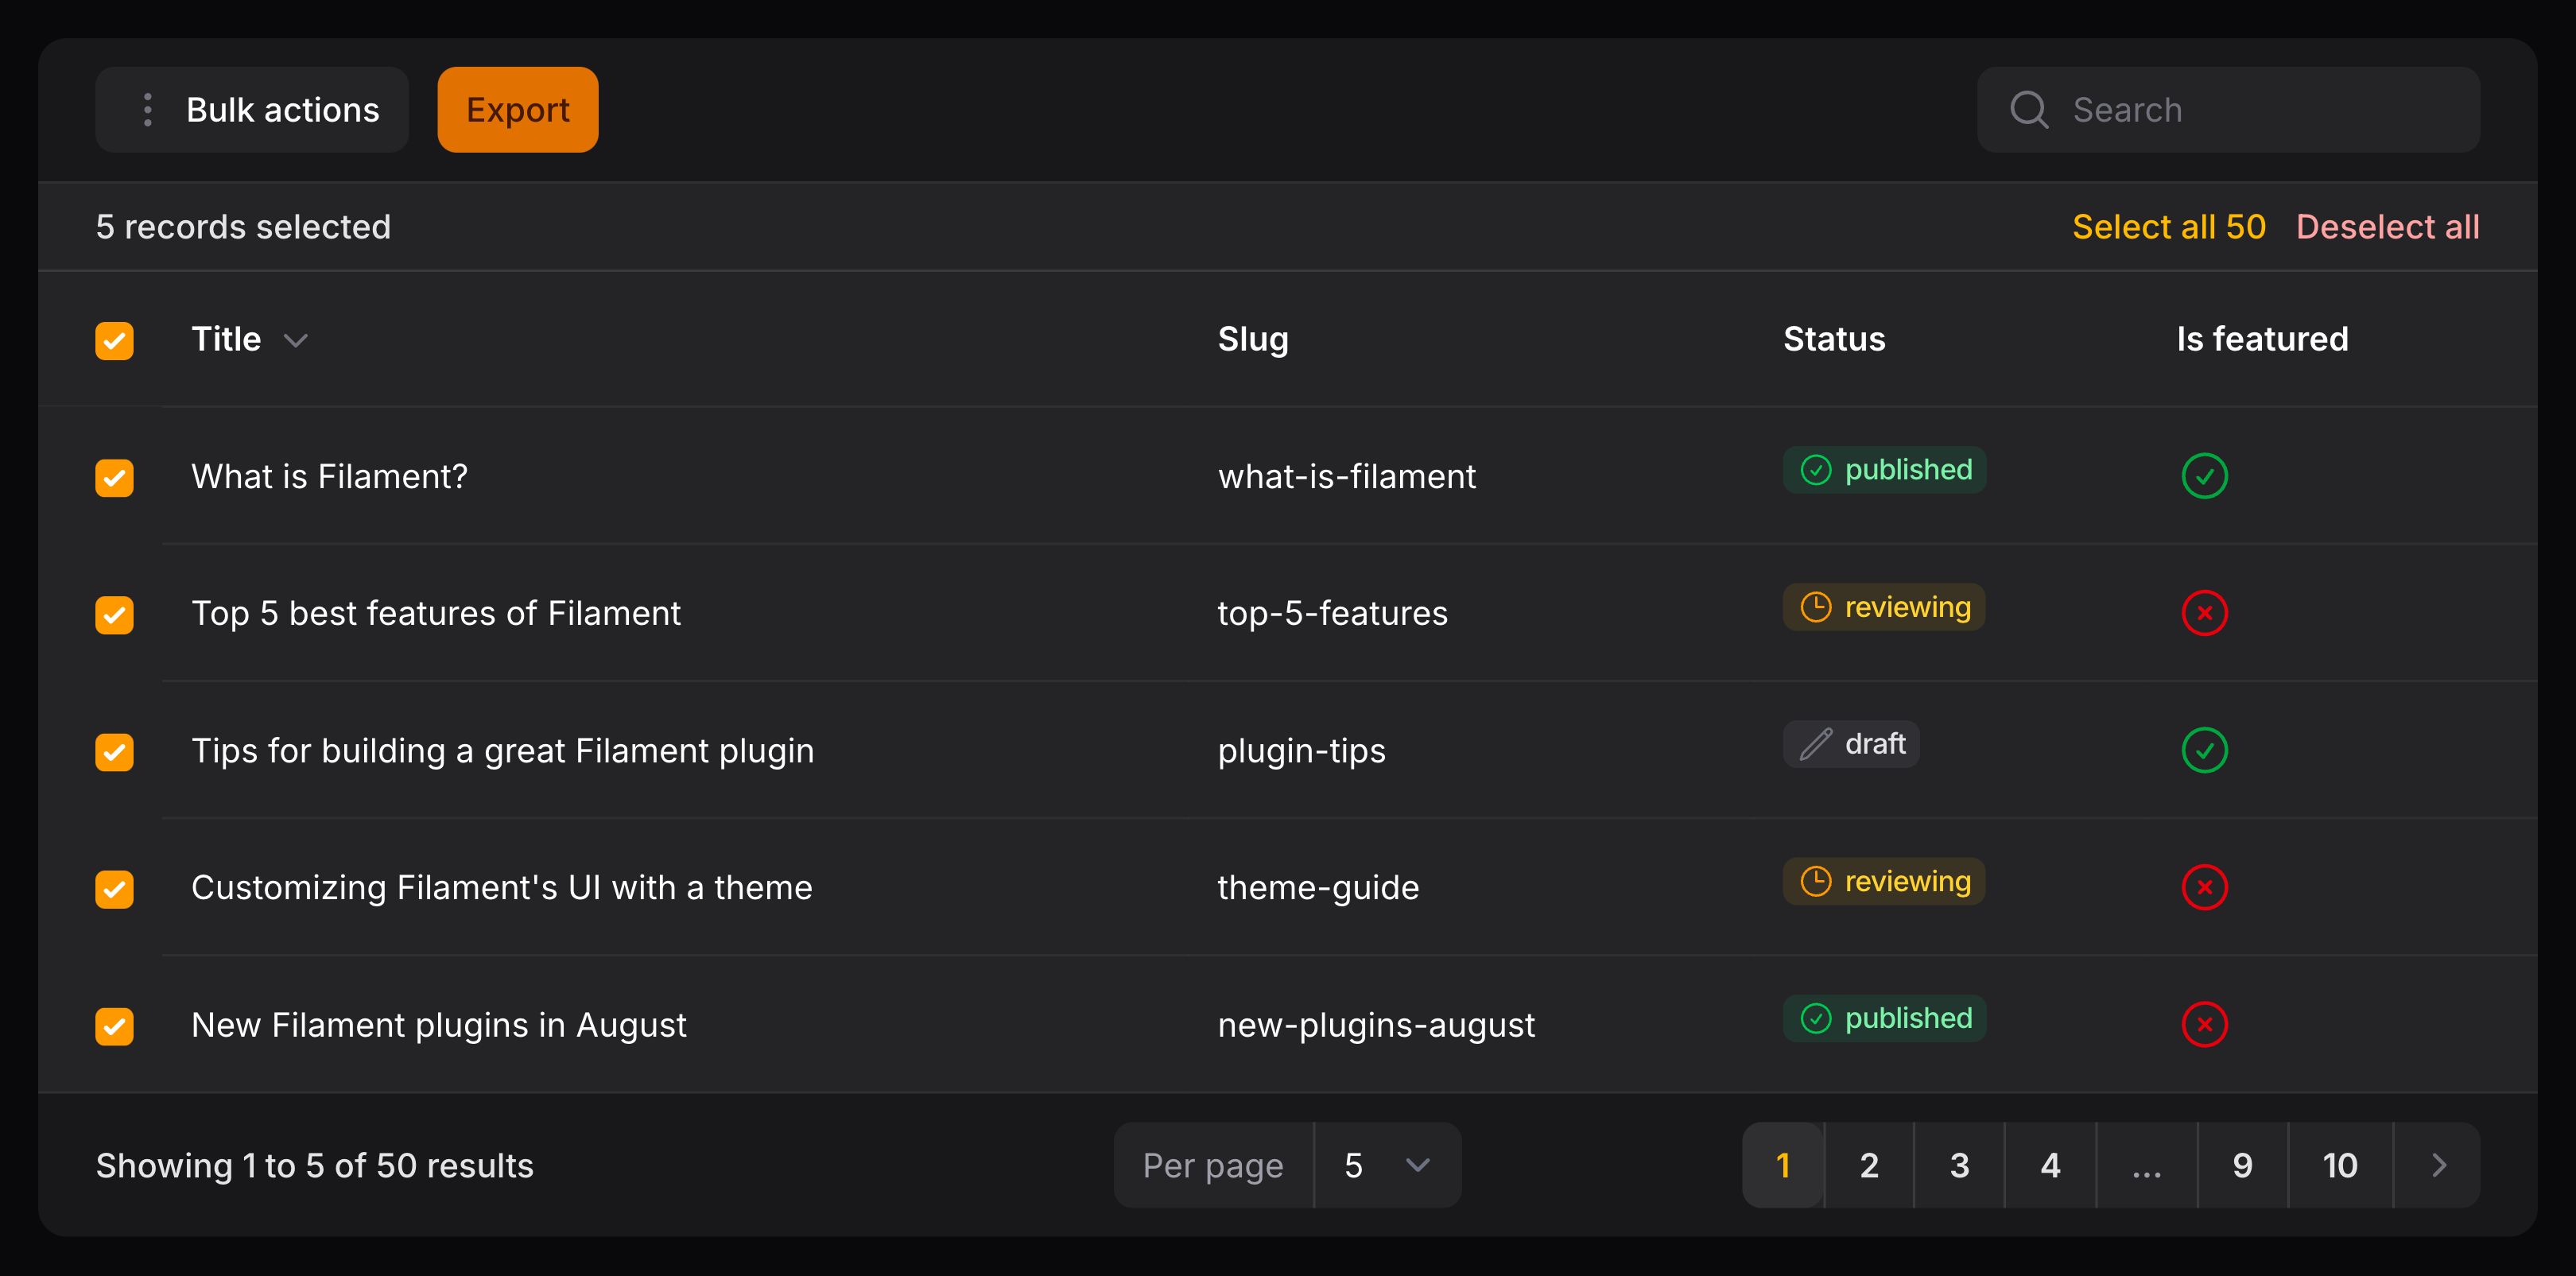 Bulk actions Export Search
5 records selected Select all 50 Deselect all
Title Slug Status Is featured
What is Filament? what-is-filament published
Top 5 best features of Filament top-5-features reviewing
Tips for building a great Filament plugin plugin-tips draft
Customizing Filament's UI with a theme theme-guide reviewing
New Filament plugins in August new-plugins-august published
Showing 1 to 5 of 50 results Per page 5 1 2 3 4 ... 9 10